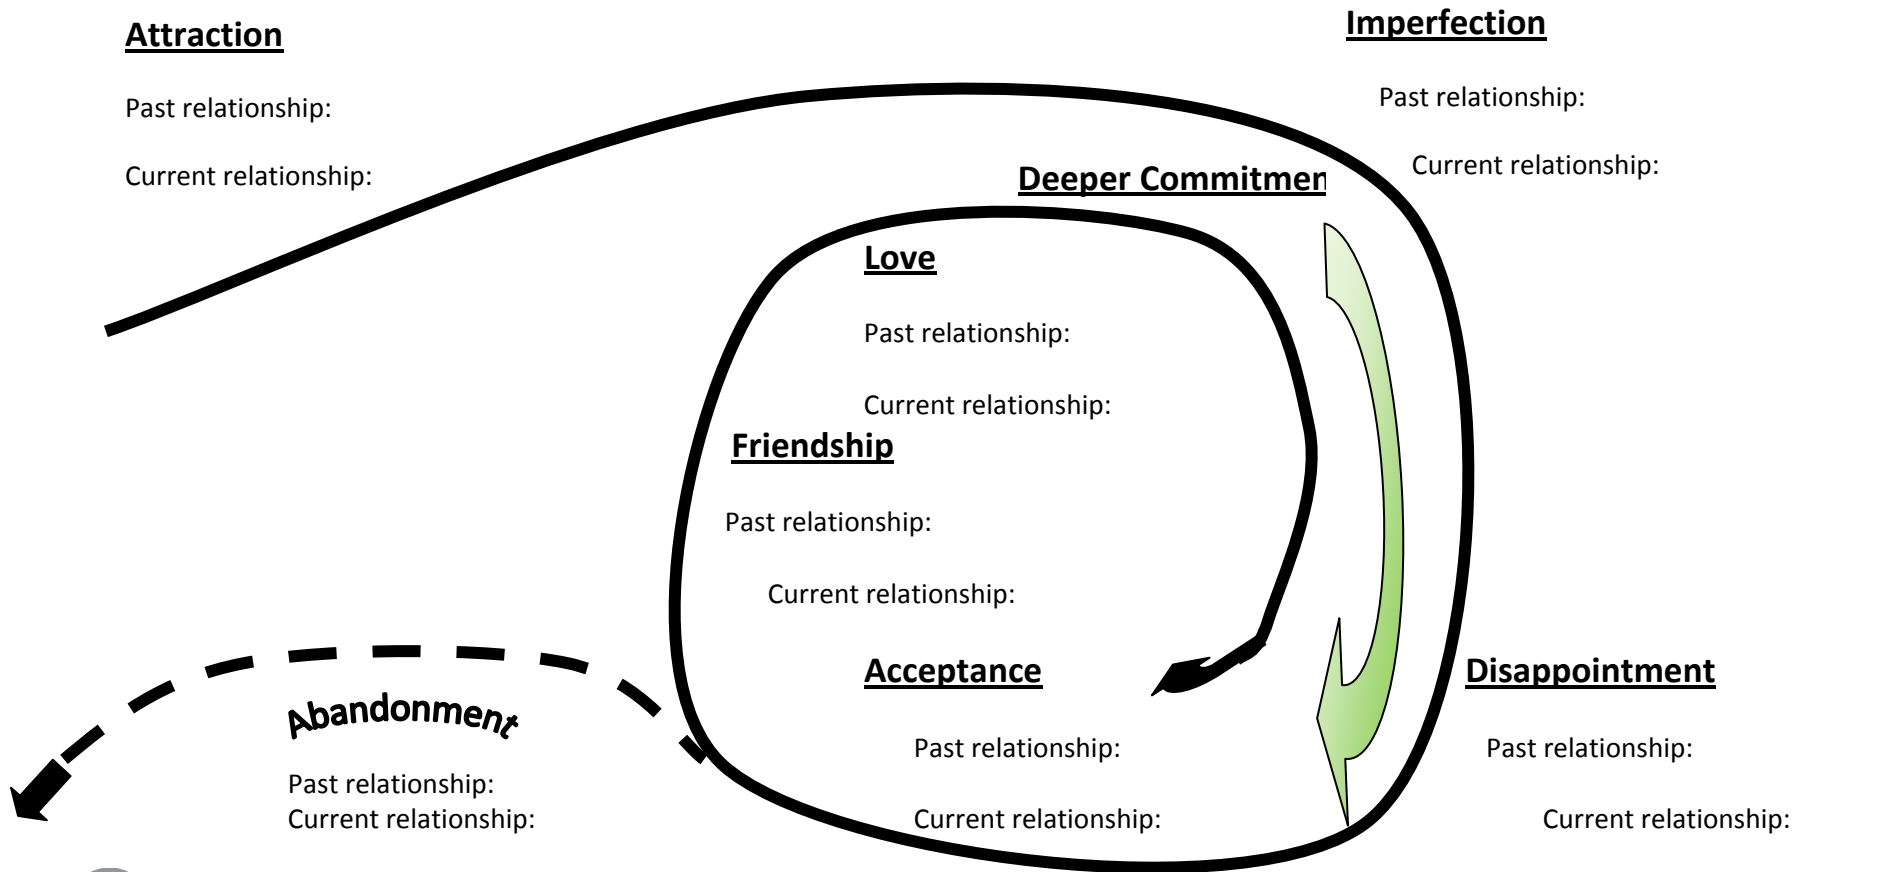 Attraction
Past relationship:
Current relationship:
Imperfection
Past relationship:
Current relationship:
Deeper Commitmen
Love
Past relationship:
Current relationship:
Friendship
Past relationship:
Current relationship:
Acceptance
Past relationship:
Current relationship:
Disappointment
Past relationship:
Current relationship:
Abandonment
Past relationship:
Current relationship: